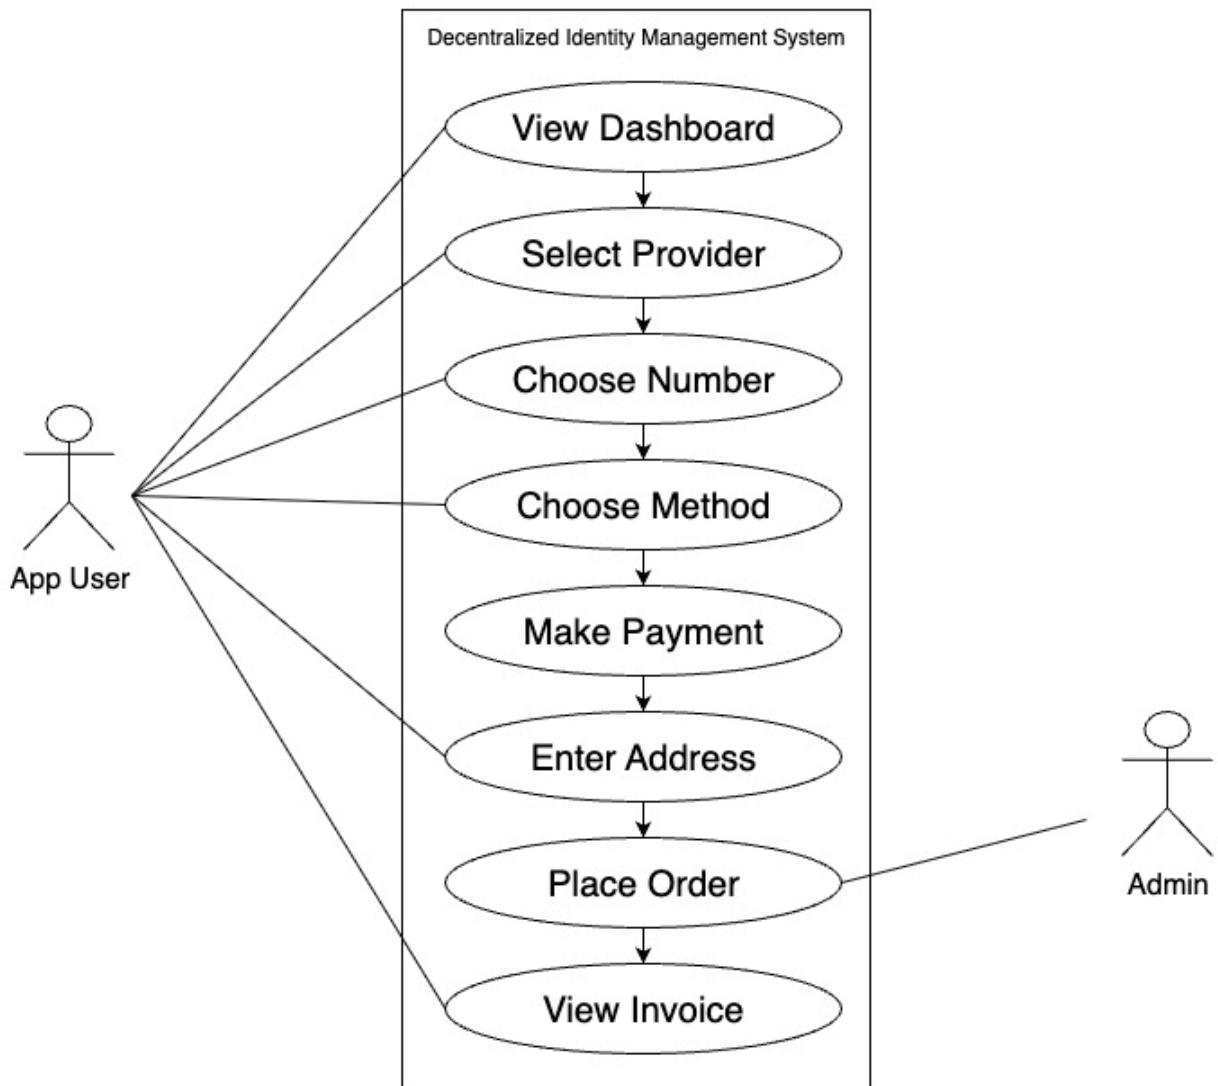 Decentralized Identity Management System
View Dashboard
Select Provider
Choose Number
Choose Method
App User
Make Payment
Enter Address
Place Order
Admin
View Invoice